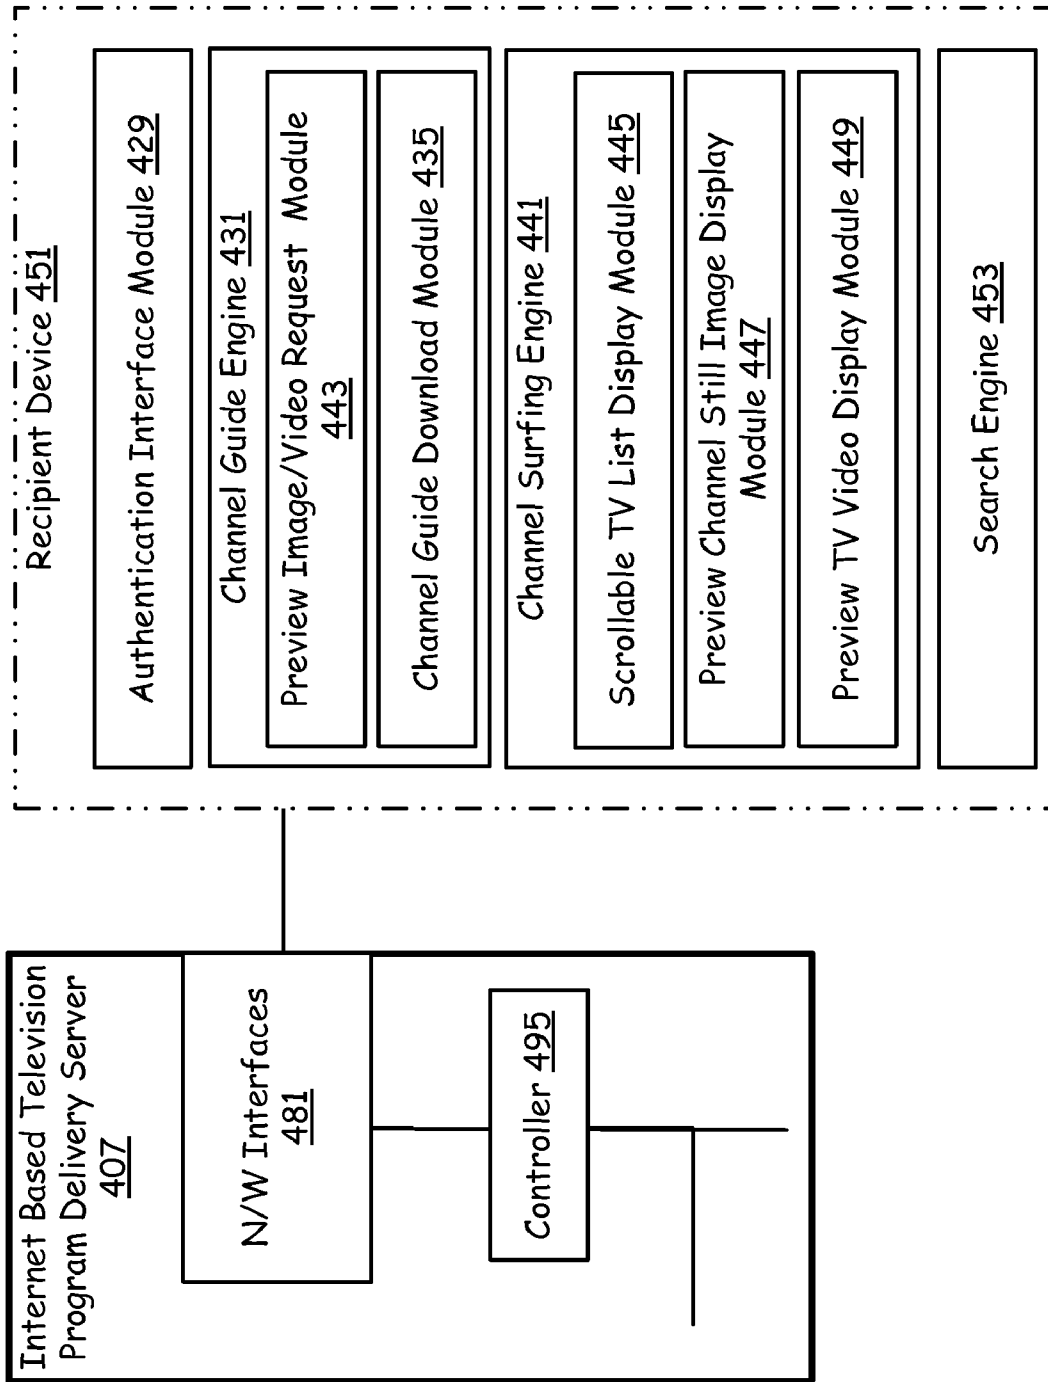 Internet Based Television
Program Delivery Server
407
N/W Interfaces
481
Controller 495
Recipient Device 451
Authentication Interface Module 429
Channel Guide Engine 431
Preview Image/Video Request Module
443
Channel Guide Download Module 435
Channel Surfing Engine 441
Scrollable TV List Display Module 445
Preview Channel Still Image Display
Module 447
Preview TV Video Display Module 449
Search Engine 453